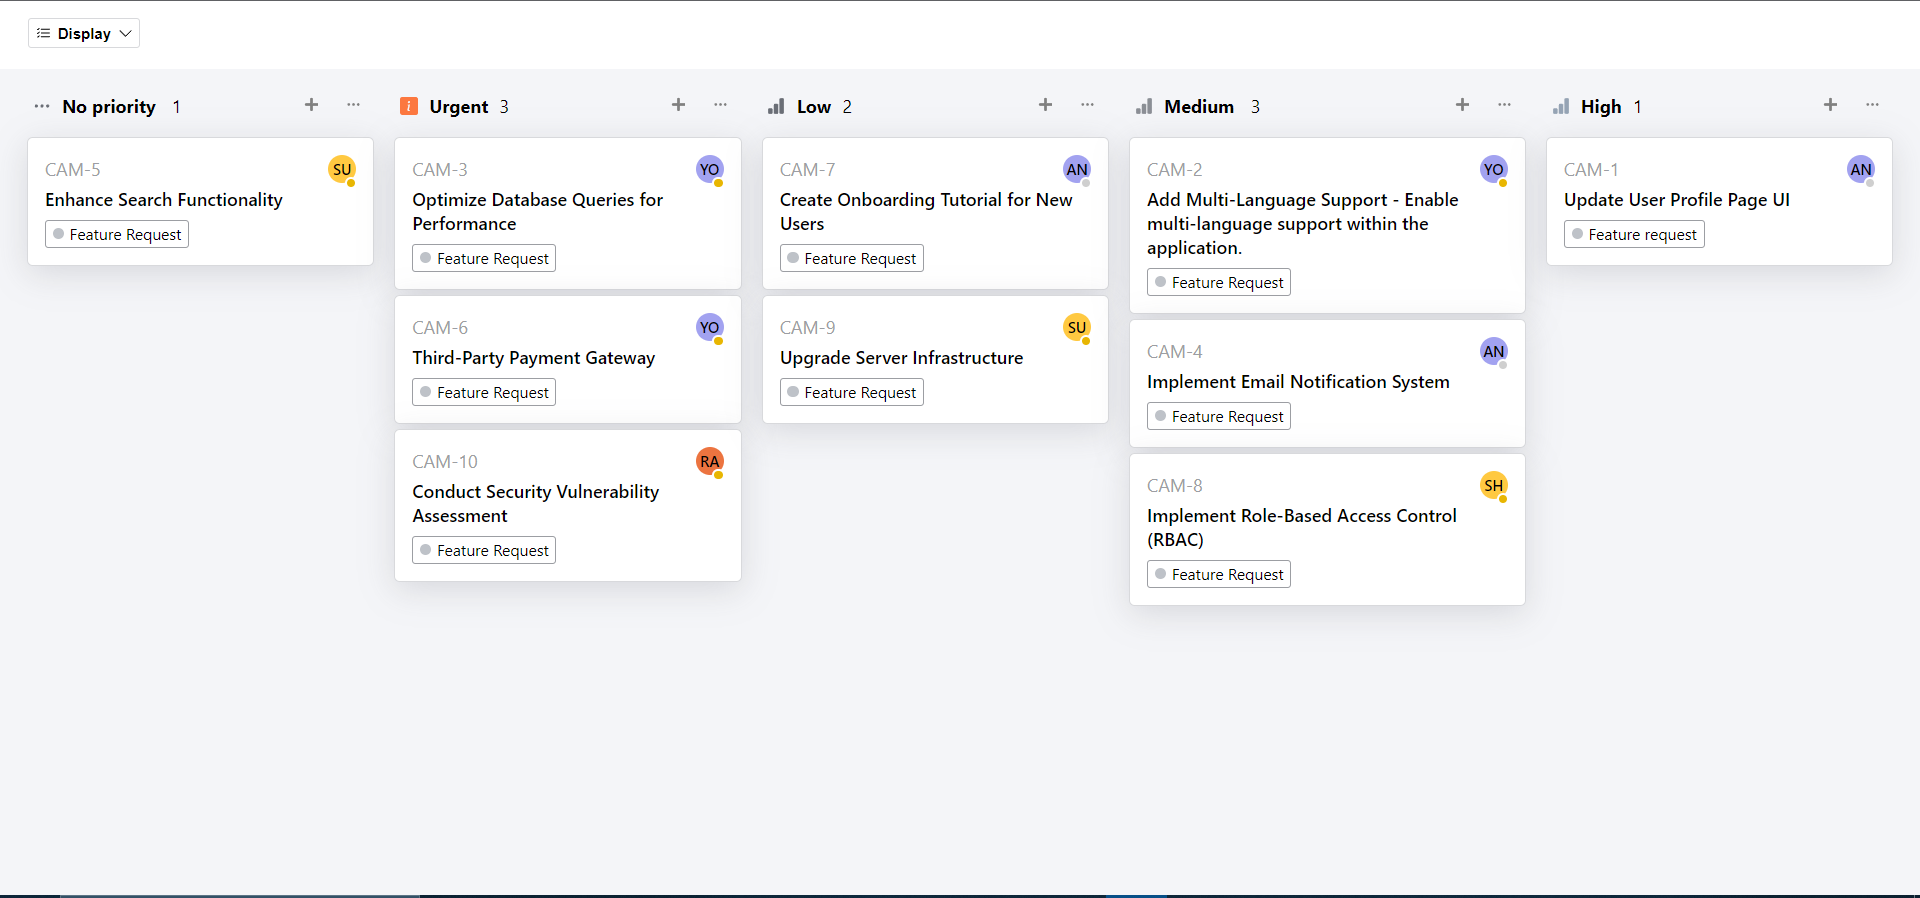 Display
No priority 1
CAM-5
SU
Enhance Search Functionality
Feature Request
Urgent 3
CAM-3
YO
Optimize Database Queries for
Performance
Feature Request
CAM-6
YO
Third-Party Payment Gateway
Feature Request
CAM-10
RA
Conduct Security Vulnerability
Assessment
Feature Request
Low 2
CAM-7
AN
Create Onboarding Tutorial for New
Users
Feature Request
CAM-9
SU
Upgrade Server Infrastructure
Feature Request
Medium 3
CAM-2
YO
Add Multi-Language Support - Enable
multi-language support within the
application.
Feature Request
CAM-4
AN
Implement Email Notification System
Feature Request
CAM-8
SH
Implement Role-Based Access Control
(RBAC)
Feature Request
High 1
CAM-1
AN
Update User Profile Page UI
Feature request